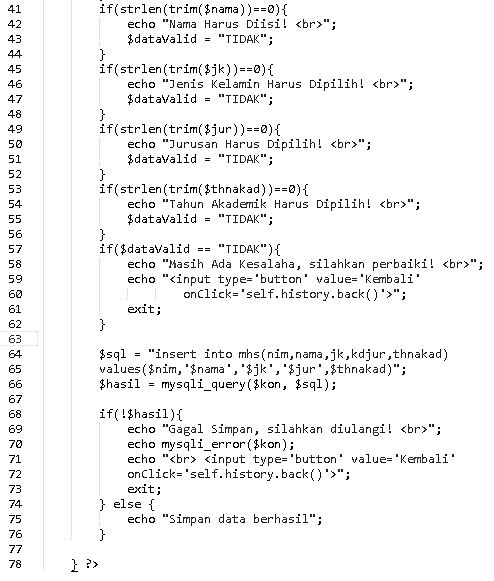 41 if(strlen(trim($nama))==0){
42 echo "Nama Harus Diisi! <br>";
43 $dataValid = "TIDAK";
44 }
45 if(strlen(trim($jk))==0){
46 echo "Jenis Kelamin Harus Dipilih! <br>";
47 $dataValid = "TIDAK";
48 }
49 if(strlen(trim($jur))==0){
50 echo "Jurusan Harus Dipilih! <br>";
51 $dataValid = "TIDAK";
52 }
53 if(strlen(trim($thnakad))==0){
54 echo "Tahun Akademik Harus Dipilih! <br>";
55 $dataValid = "TIDAK";
56 }
57 if($dataValid == "TIDAK"){
58 echo "Masih Ada Kesalaha, silahkan perbaiki! <br>";
59 echo "<input type='button' value='Kembali'
60 onClick='self.history.back()'>";
61 exit;
62 }
63
64 $sql = "insert into mhs(nim,nama,jk,kdjur,thnakad)
65 values($nim,'$nama','$jk','$jur',$thnakad)";
66 $hasil = mysqli_query($kon, $sql);
67
68 if(!$hasil){
69 echo "Gagal Simpan, silahkan diulangi! <br>";
70 echo mysqli_error($kon);
71 echo "<br> <input type='button' value='Kembali'
72 onClick='self.history.back()'>";
73 exit;
74 } else {
75 echo "Simpan data berhasil";
76 }
77
78 } ?>